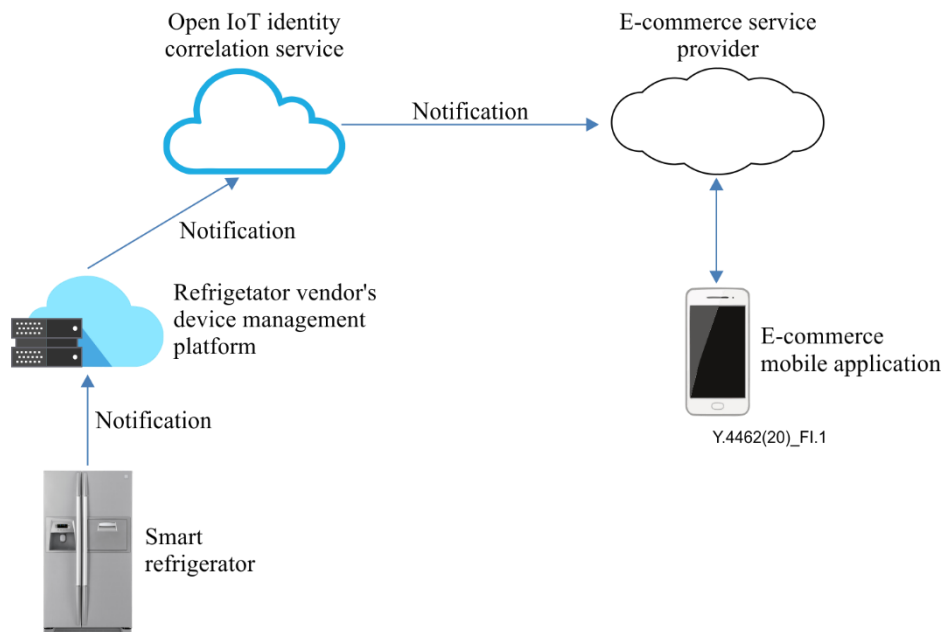 Open IoT identity
correlation service
E-commerce service
provider
Notification
Notification
Refrigetator vendor's
device management
platform
E-commerce
mobile application
Notification
Y.4462(20)_FI.1
Smart
refrigerator